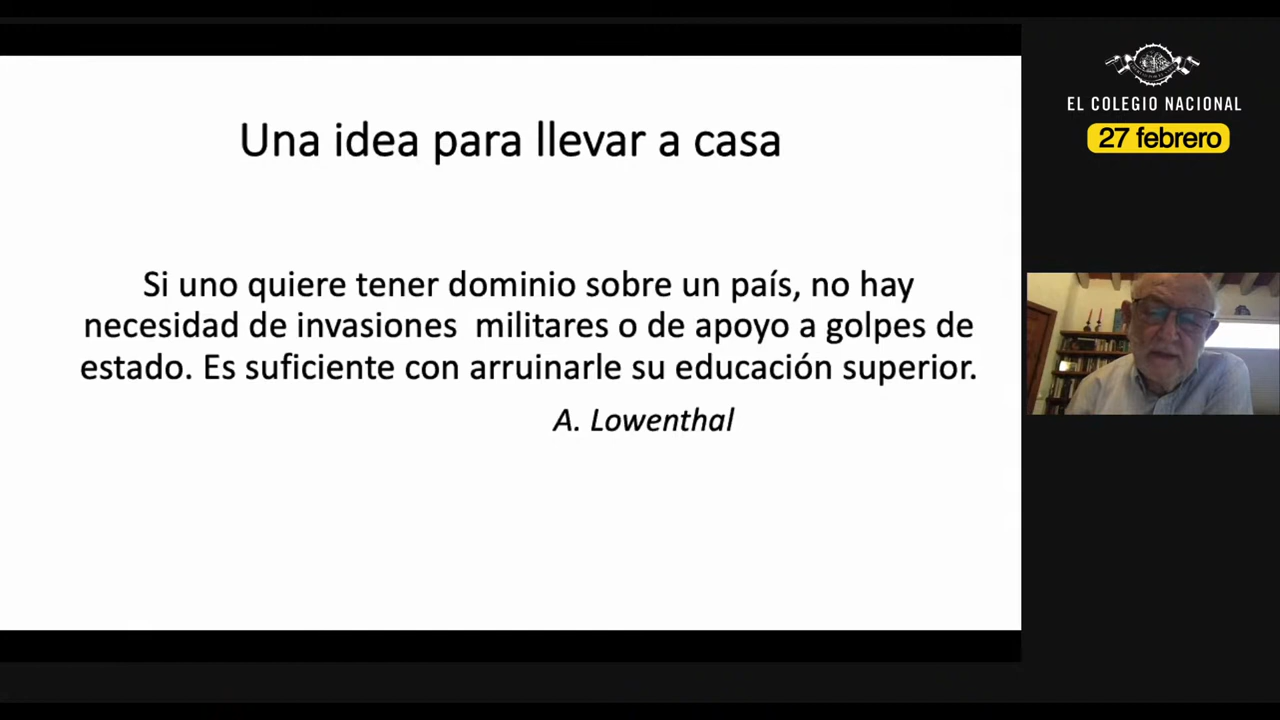 Una idea para llevar a casa
Si uno quiere tener dominio sobre un país, no hay
necesidad de invasiones  militares o de apoyo a golpes de
estado. Es suficiente con arruinarle su educación superior.
A. Lowenthal
EL COLEGIO NACIONAL
27 febrero